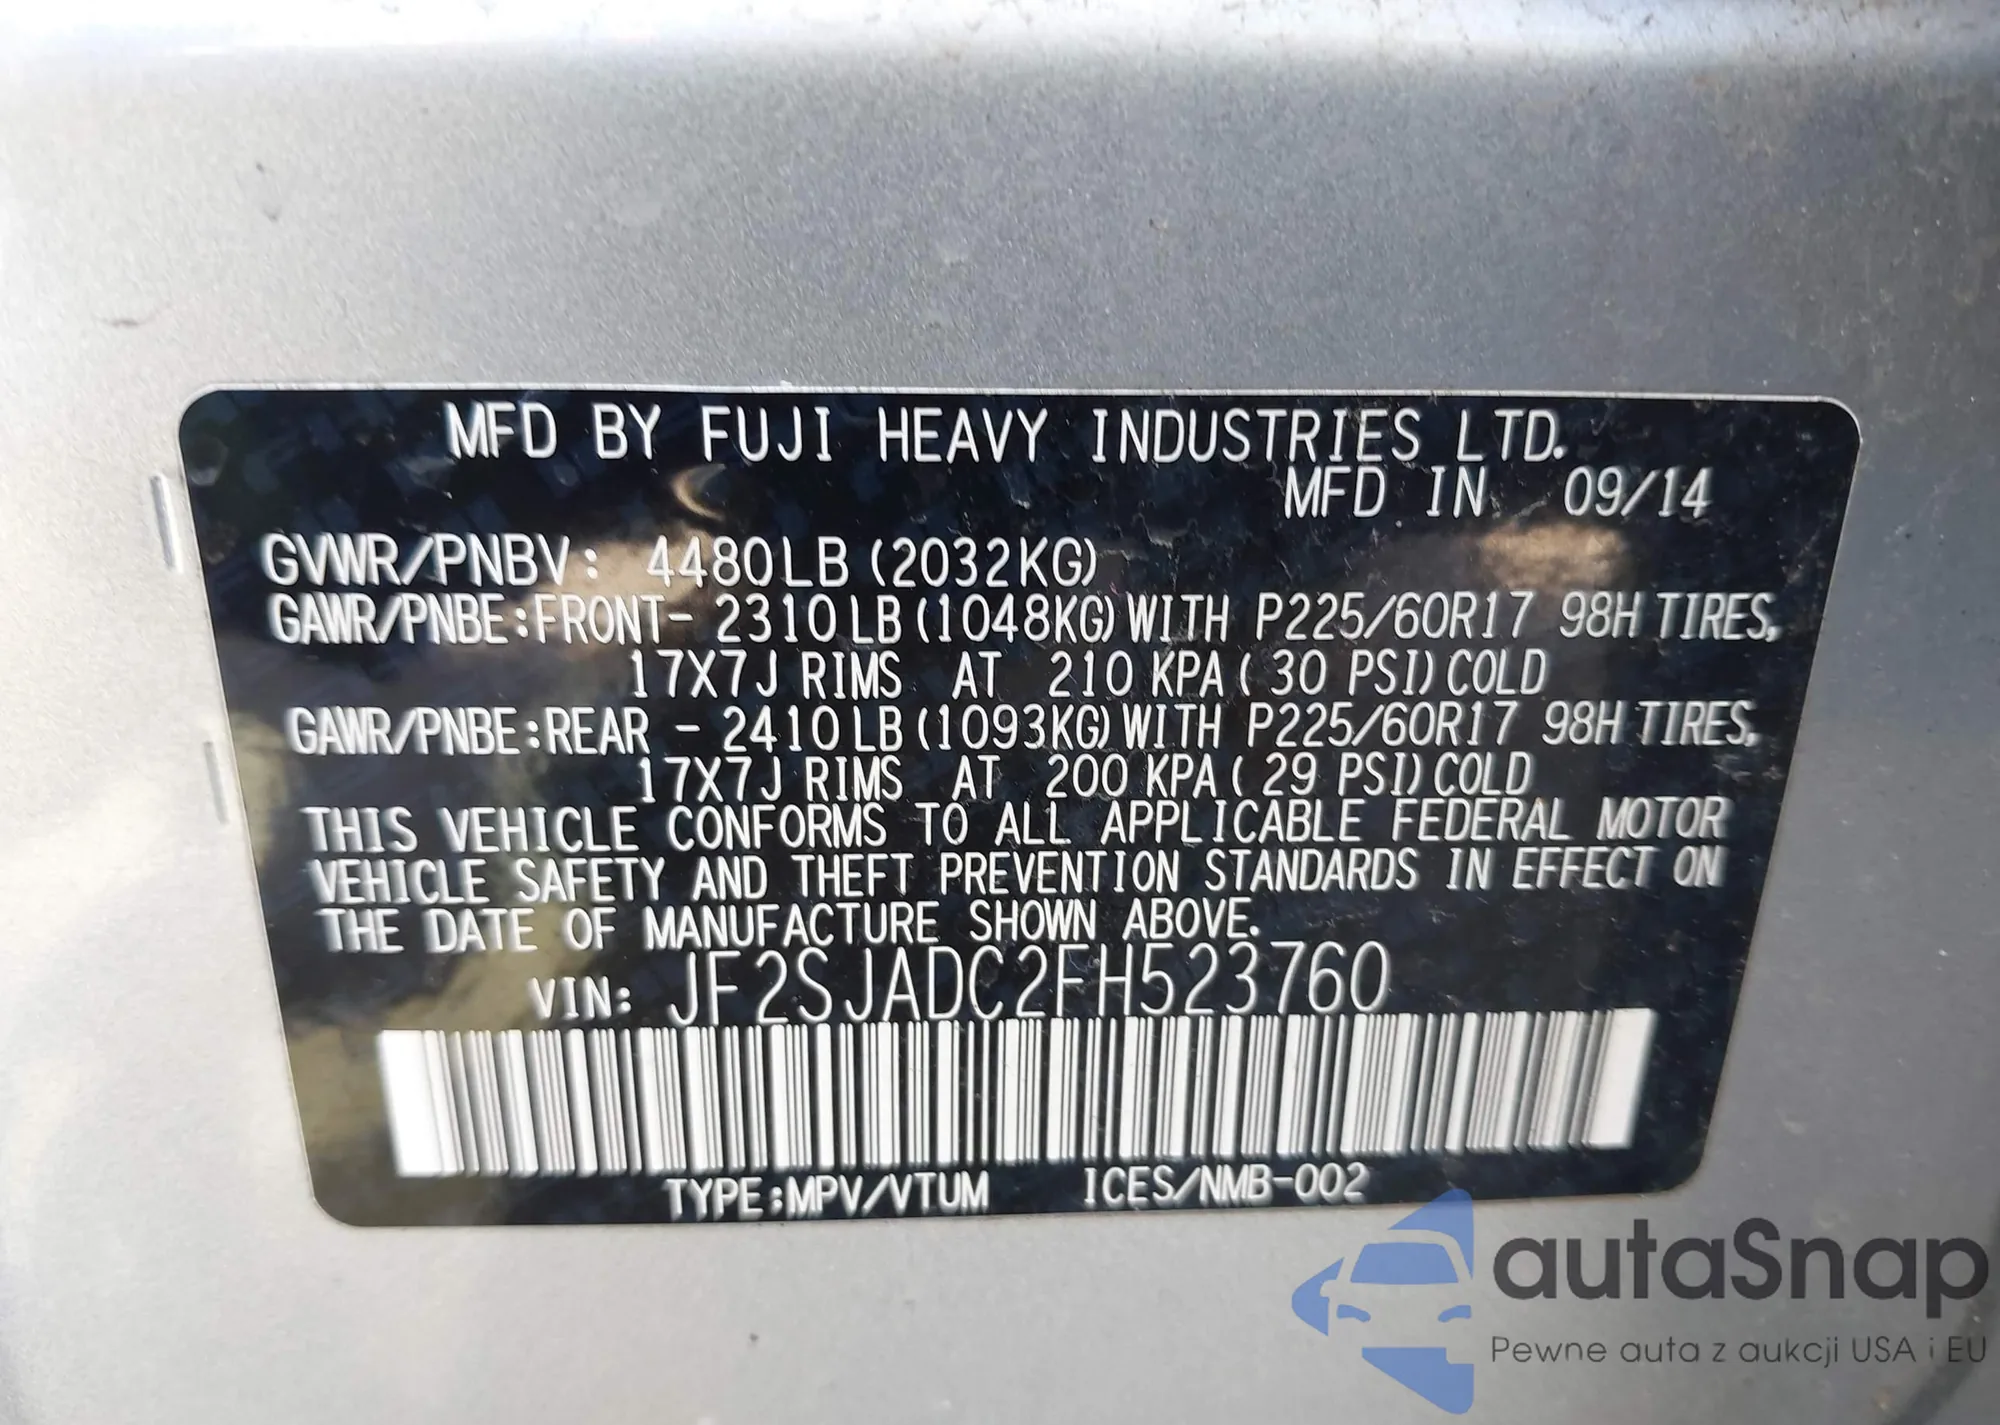 MFD BY FUJI HEAVY INDUSTRIES LTD.
MFD IN 09/14
GVWR/PNBV: 4480LB (2032KG)
GAWR/PNBE:FRONT- 2310LB (1048KG) WITH P225/60R17 98H TIRES,
17X7J RIMS AT 210 KPA ( 30 PSI) COLD
GAWR/PNBE:REAR - 2410LB (1093KG) WITH P225/60R17 98H TIRES,
17X7J RIMS AT 200 KPA ( 29 PSI) COLD
THIS VEHICLE CONFORMS TO ALL APPLICABLE FEDERAL MOTOR
VEHICLE SAFETY AND THEFT PREVENTION STANDARDS IN EFFECT ON
THE DATE OF MANUFACTURE SHOWN ABOVE.
VIN: JF2SJADC2FH523760
TYPE:MPV/VTUM ICES/NMB-002
autaSnap
Pewne auta z aukcji USA i EU